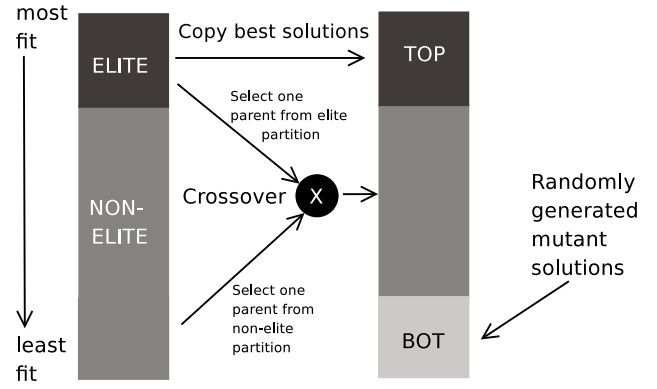 most
fit
ELITE
Copy best solutions
TOP
Select one
parent from elite
partition
NON-
ELITE
Crossover
X
Randomly
generated
mutant
solutions
Select one
parent from
non-elite
partition
least
fit
BOT